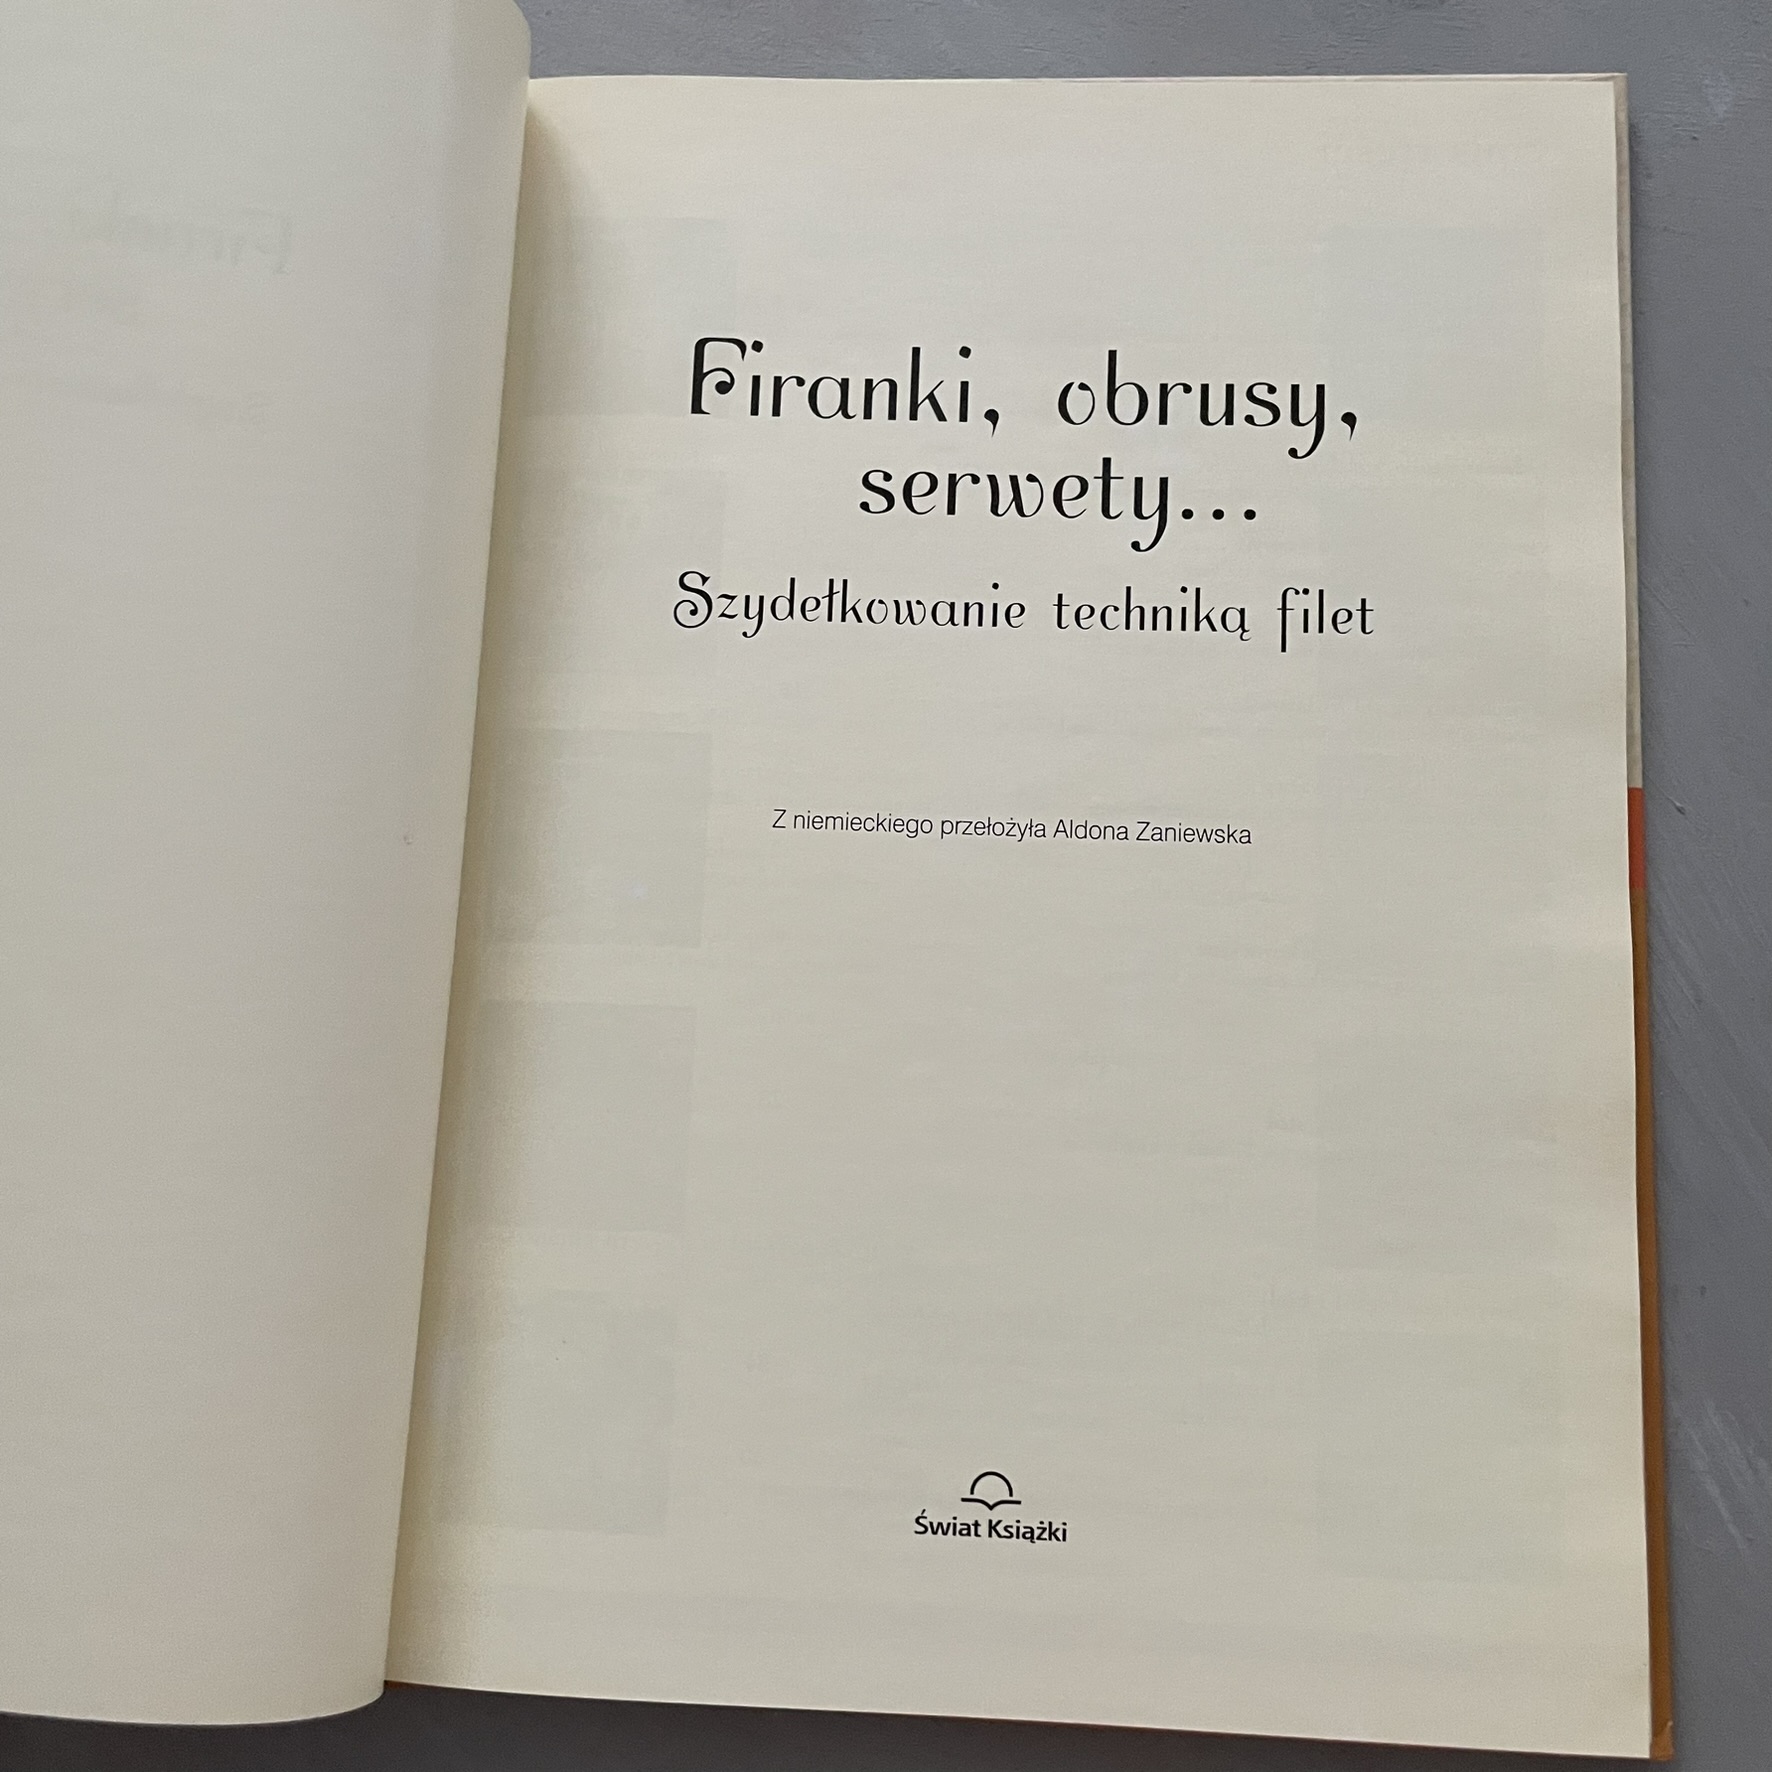 Firanki, obrusy,
serwety...
Szydełkowanie techniką filet
Z niemieckiego przełożyła Aldona Zaniewska
Świat Książki